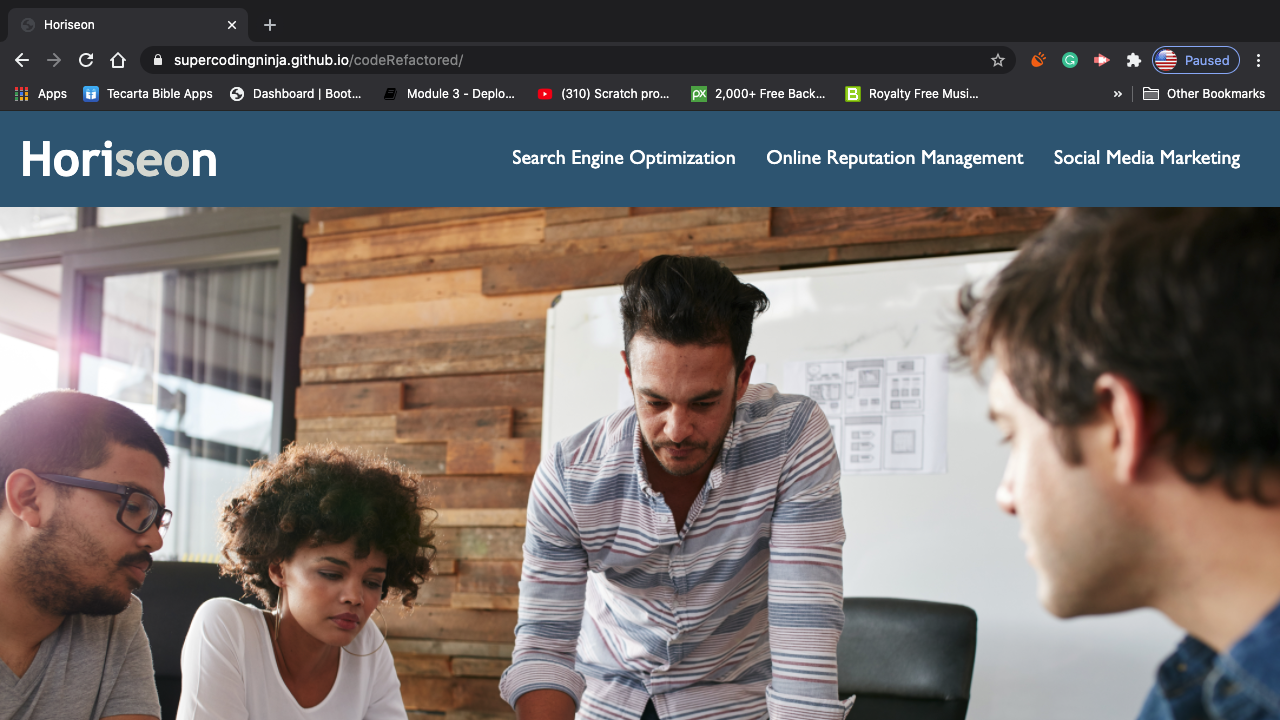 Horiseon
supercodingninja.github.io/codeRefactored/
Paused
Apps
Tecarta Bible Apps
Dashboard | Boot...
Module 3 - Deplo...
(310) Scratch pro...
px
2,000+ Free Back...
B
Royalty Free Musi...
»
Other Bookmarks
Horiseon
Search Engine Optimization
Online Reputation Management
Social Media Marketing